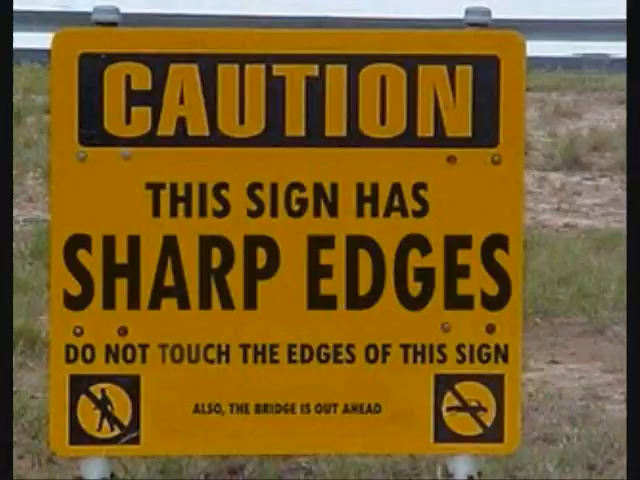 CAUTION
THIS SIGN HAS
SHARP EDGES
DO NOT TOUCH THE EDGES OF THIS SIGN
ALSO, THE BRIDGE IS OUT AHEAD